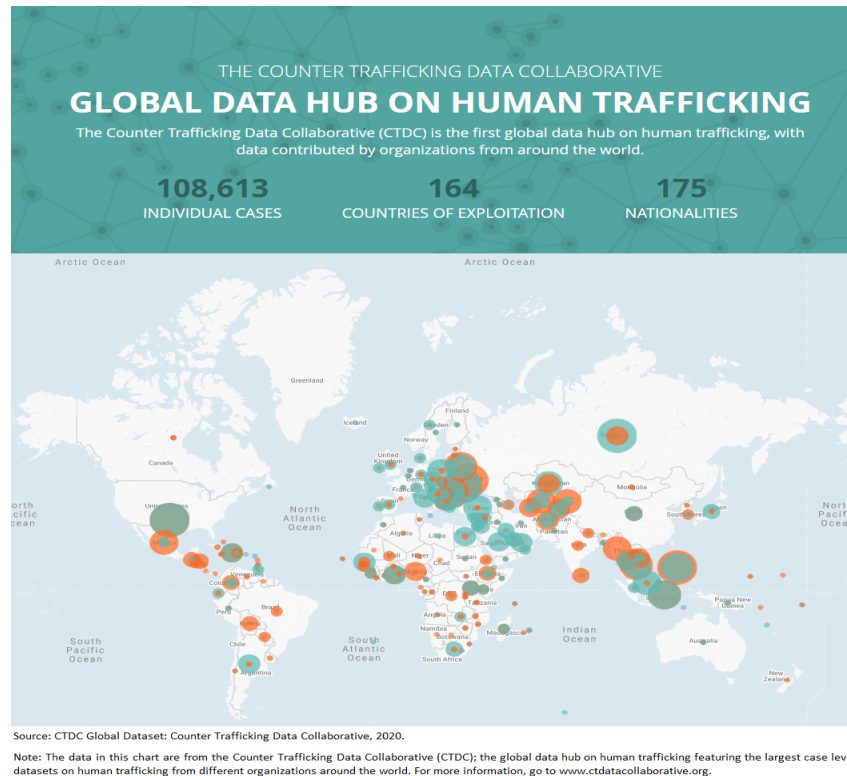 THE COUNTER TRAFFICKING DATA COLLABORATIVE
GLOBAL DATA HUB ON HUMAN TRAFFICKING
The Counter Trafficking Data Collaborative (CTDC) is the first global data hub on human trafficking, with
data contributed by organizations from around the world.
108,613
164
175
INDIVIDUAL CASES
COUNTRIES OF EXPLOITATION
NATIONALITIES
Arctic Ocean
Arctic Ocean
Greenland
Iceland
Finland
Sweden
Norway
United
Kingdom
Canada
Mongolia
North
Atlantic
Ocean
Algeria
Libya
Iran
Pakistan
Mali
Niger
Chad
Sudan
Venezuela
Peru
Brazil
Tanzania
Angola
Namibia
Botswana
Madagascar
Papua New
Guinea
Indian
Ocean
South
Pacific
Ocean
Chile
South
Atlantic
Ocean
South Africa
Argentina
Australia
New
Zealand
Source: CTDC Global Dataset: Counter Trafficking Data Collaborative, 2020.
Note: The data in this chart are from the Counter Trafficking Data Collaborative (CTDC); the global data hub on human trafficking featuring the largest case lev
datasets on human trafficking from different organizations around the world. For more information, go to www.ctdatacollaborative.org.